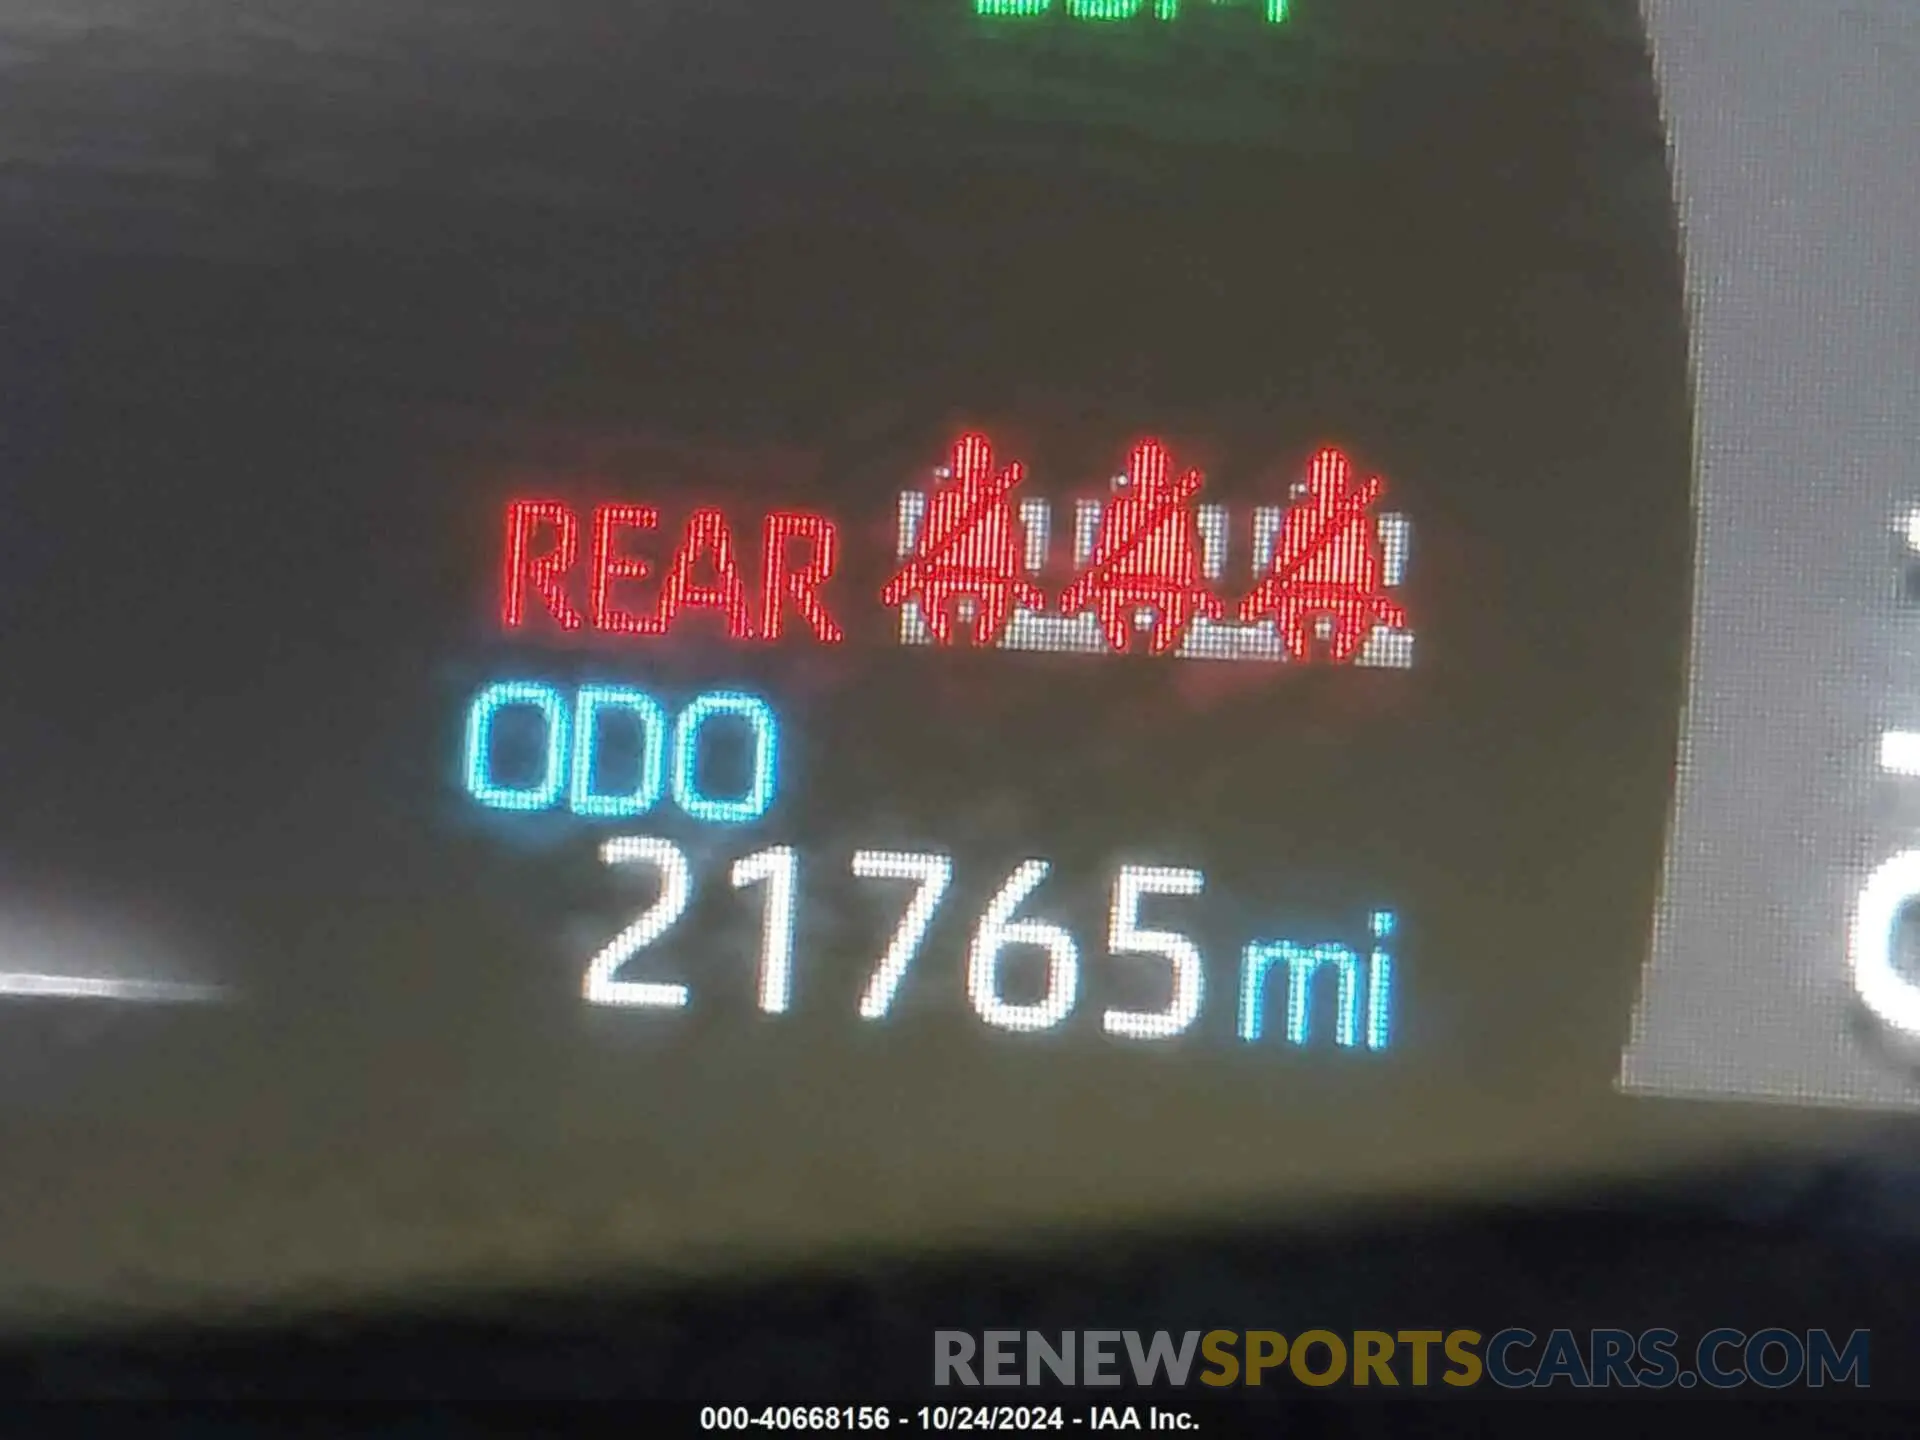 REAR
ODO
21765 mi
RENEWSPORTSCARS.COM
000-40668156 - 10/24/2024 - IAA Inc.